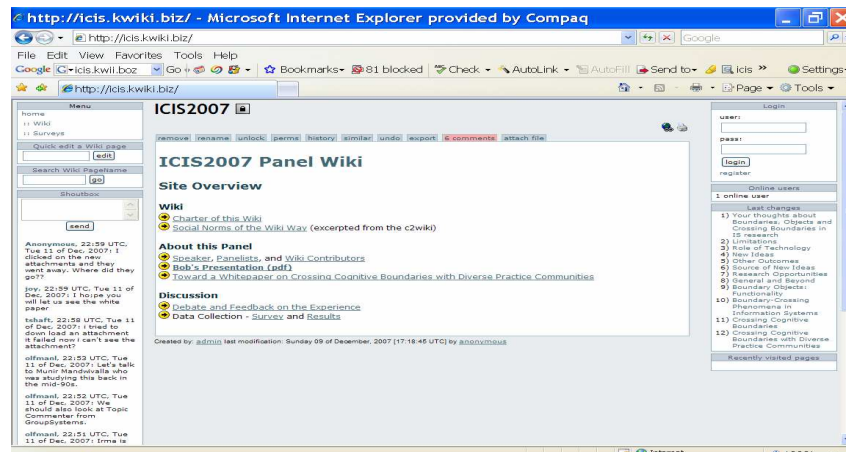 http://icis.kwiki.biz/ - Microsoft Internet Explorer provided by Compaq
http://icis.kwiki.biz/
Google
File Edit View Favorites Tools Help
Google G icis.kwii.boz Go Bookmarks 81 blocked Check AutoLink AutoFill Send to icis » Settings
http://icis.kwiki.biz/
Page Tools
Menu
home
:: Wiki
:: Surveys
Quick edit a Wiki page
edit
Search Wiki PageName
go
Shoutbox
send
Anonymous, 22:59 UTC,
Tue 11 of Dec, 2007: I
clicked on the new
attachments and they
went away. Where did they
go??
joy, 22:59 UTC, Tue 11 of
Dec, 2007: I hope you
will let us see the white
paper
tchaft, 22:58 UTC, Tue 11
of Dec, 2007: i tried to
down load an attachment
it failed now i can't see the
attachment?
olfmanl, 22:53 UTC, Tue
11 of Dec, 2007: Let's talk
to Munir Mandwivalla who
was studying this back in
the mid-90s.
olfmanl, 22:52 UTC, Tue
11 of Dec, 2007: We
should also look at Topic
Commenter from
GroupSystems.
olfmanl, 22:51 UTC, Tue
11 of Dec, 2007: Irma is
ICIS2007
remove rename unlock perms history similar undo export 6 comments attach file
ICIS2007 Panel Wiki
Site Overview
Wiki
Charter of this Wiki
Social Norms of the Wiki Way (excerpted from the c2wiki)
About this Panel
Speaker, Panelists, and Wiki Contributors
Bob's Presentation (pdf)
Toward a Whitepaper on Crossing Cognitive Boundaries with Diverse Practice Communities
Discussion
Debate and Feedback on the Experience
Data Collection - Survey and Results
Created by: admin last modification: Sunday 09 of December, 2007 [17:18:45 UTC] by anonymous
Login
user:
pass:
login
register
Online users
1 online user
Last changes
1) Your thoughts about
Boundaries, Objects and
Crossing Boundaries in
IS research
2) Limitations
3) Role of Technology
4) New Ideas
5) Other Outcomes
6) Source of New Ideas
7) Research Opportunities
8) General and Beyond
9) Boundary Objects:
Functionality
10) Boundary-Crossing
Phenomena in
Information Systems
11) Crossing Cognitive
Boundaries
12) Crossing Cognitive
Boundaries with Diverse
Practice Communities
Recently visited pages